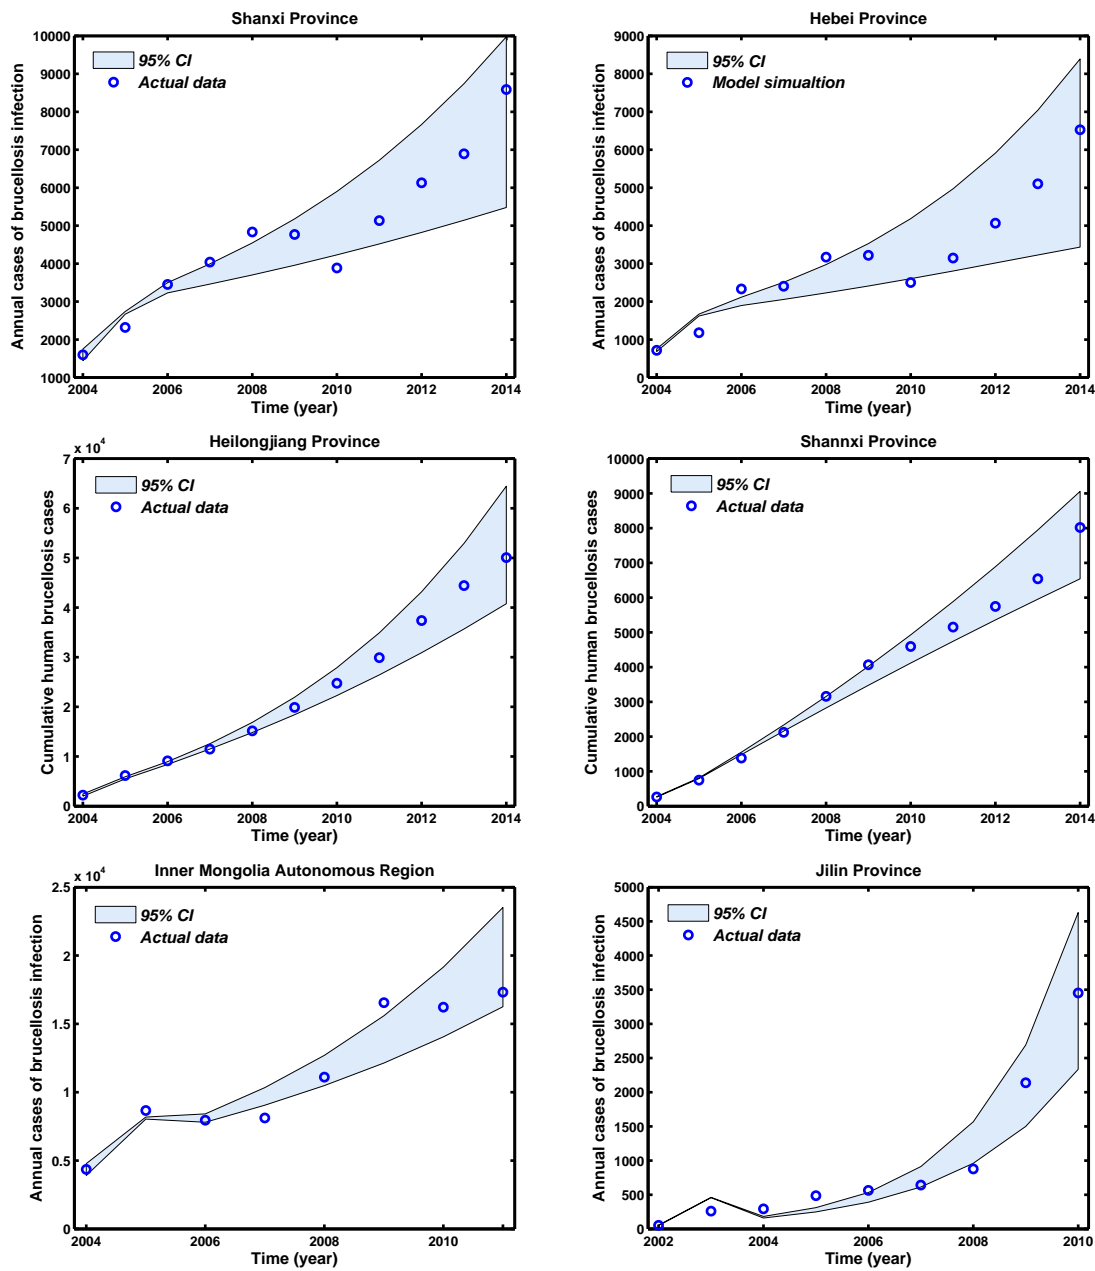 Shanxi Province
10000
9000
8000
7000
6000
5000
4000
3000
2000
1000
Annual cases of brucellosis infection
95% CI
Actual data
2004 2006 2008 2010 2012 2014
Time (year)
Hebei Province
9000
8000
7000
6000
5000
4000
3000
2000
1000
0
Annual cases of brucellosis infection
95% CI
Model simualtion
2004 2006 2008 2010 2012 2014
Time (year)
Heilongjiang Province
x 10^4
7
6
5
4
3
2
1
0
Cumulative human brucellosis cases
95% CI
Actual data
2004 2006 2008 2010 2012 2014
Time (year)
Shannxi Province
10000
9000
8000
7000
6000
5000
4000
3000
2000
1000
0
Cumulative human brucellosis cases
95% CI
Actual data
2004 2006 2008 2010 2012 2014
Time (year)
Inner Mongolia Autonomous Region
x 10^4
2.5
2
1.5
1
0.5
0
Annual cases of brucellosis infection
95% CI
Actual data
2004 2006 2008 2010
Time (year)
Jilin Province
5000
4500
4000
3500
3000
2500
2000
1500
1000
500
0
Annual cases of brucellosis infection
95% CI
Actual data
2002 2004 2006 2008 2010
Time (year)